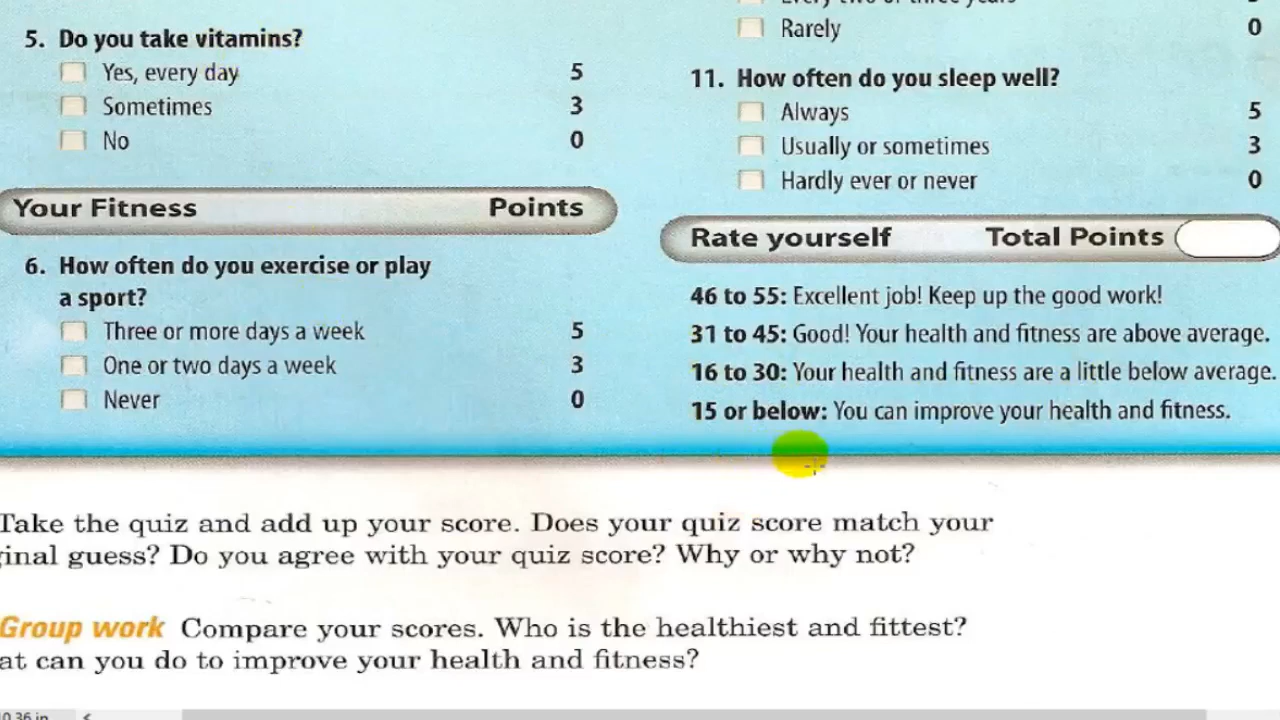 5. Do you take vitamins?
Yes, every day 5
Sometimes 3
No 0
Your Fitness Points
6. How often do you exercise or play
a sport?
Three or more days a week 5
One or two days a week 3
Never 0
Rarely 0
11. How often do you sleep well?
Always 5
Usually or sometimes 3
Hardly ever or never 0
Rate yourself Total Points
46 to 55: Excellent job! Keep up the good work!
31 to 45: Good! Your health and fitness are above average.
16 to 30: Your health and fitness are a little below average.
15 or below: You can improve your health and fitness.
Take the quiz and add up your score. Does your quiz score match your
ginal guess? Do you agree with your quiz score? Why or why not?
Group work Compare your scores. Who is the healthiest and fittest?
at can you do to improve your health and fitness?